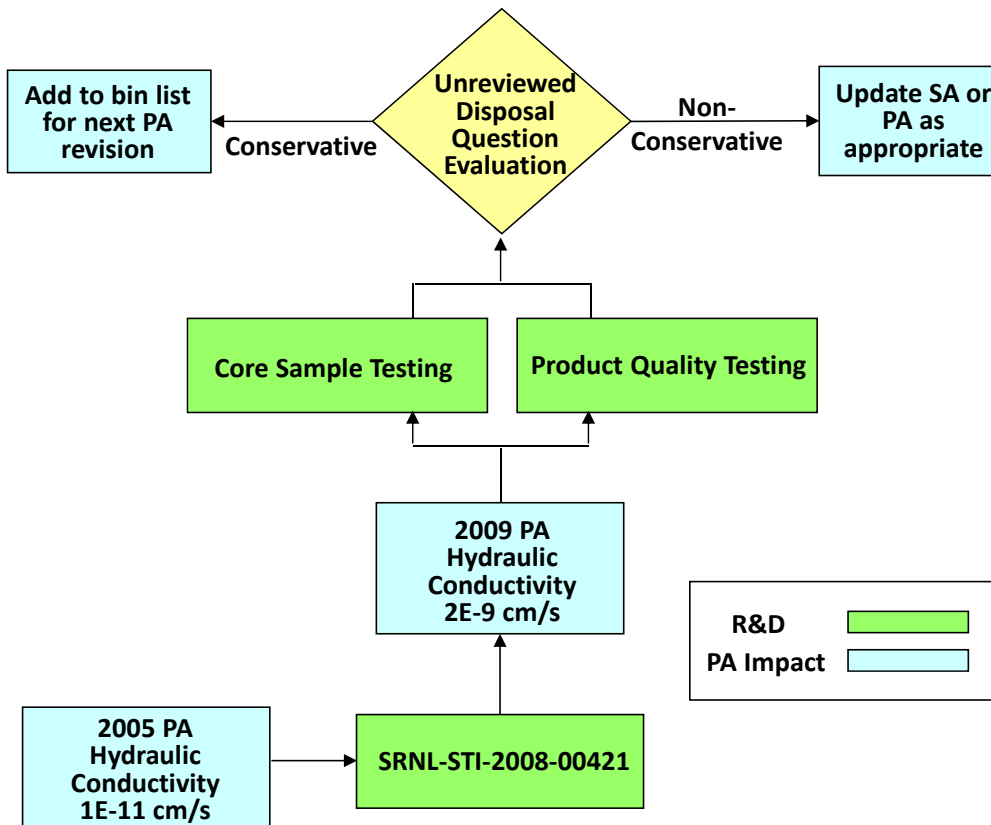 Add to bin list
for next PA
revision
Conservative
Unreviewed
Disposal
Question
Evaluation
Non-
Conservative
Update SA or
PA as
appropriate
Core Sample Testing
Product Quality Testing
2009 PA
Hydraulic
Conductivity
2E-9 cm/s
R&D
PA Impact
2005 PA
Hydraulic
Conductivity
1E-11 cm/s
SRNL-STI-2008-00421